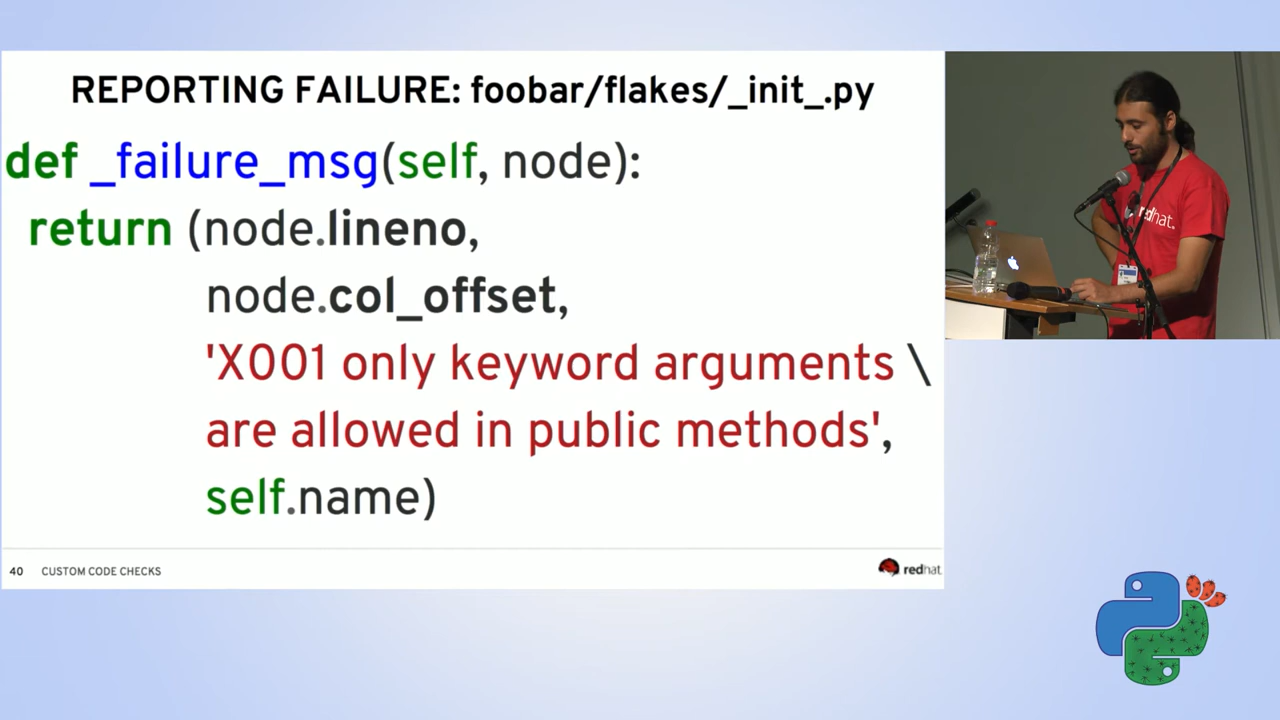 REPORTING FAILURE: foobar/flakes/_init_.py
def _failure_msg(self, node):
return (node.lineno,
node.col_offset,
'X001 only keyword arguments \
are allowed in public methods',
self.name)
40 CUSTOM CODE CHECKS
redhat
redhat.